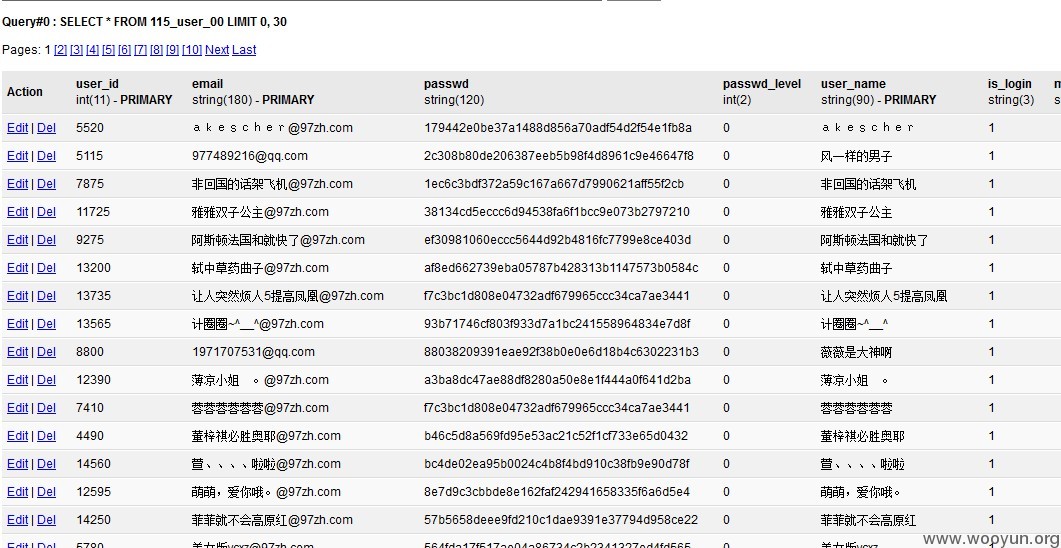 Query#0 : SELECT * FROM 115_user_00 LIMIT 0, 30
Pages: 1 [2] [3] [4] [5] [6] [7] [8] [9] [10] Next Last
Action user_id int(11) - PRIMARY email string(180) - PRIMARY passwd string(120) passwd_level int(2) user_name string(90) - PRIMARY is_login string(3)
Edit | Del 5520 ａｋｅｓｃｈｅｒ@97zh.com 179442e0be37a1488d856a70adf54d2f54e1fb8a 0 ａｋｅｓｃｈｅｒ 1
Edit | Del 5115 977489216@qq.com 2c308b80de206387eeb5b98f4d8961c9e46647f8 0 风一样的男子 1
Edit | Del 7875 非回国的话架飞机@97zh.com 1ec6c3bdf372a59c167a667d7990621aff55f2cb 0 非回国的话架飞机 1
Edit | Del 11725 雅雅双子公主@97zh.com 38134cd5eccc6d94538fa6f1bcc9e073b2797210 0 雅雅双子公主 1
Edit | Del 9275 阿斯顿法国和就快了@97zh.com ef30981060eccc5644d92b4816fc7799e8ce403d 0 阿斯顿法国和就快了 1
Edit | Del 13200 轼中草药曲子@97zh.com af8ed662739eba05787b428313b1147573b0584c 0 轼中草药曲子 1
Edit | Del 13735 让人突然烦人5提高凤凰@97zh.com f7c3bc1d808e04732adf679965ccc34ca7ae3441 0 让人突然烦人5提高凤凰 1
Edit | Del 13565 计圈圈~^__^@97zh.com 93b71746cf803f933d7a1bc241558964834e7d8f 0 计圈圈~^__^ 1
Edit | Del 8800 1971707531@qq.com 88038209391eae92f38b0e0e6d18b4c6302231b3 0 薇薇是大神啊 1
Edit | Del 12390 薄凉小姐　。@97zh.com a3ba8dc47ae88df8280a50e8e1f444a0f641d2ba 0 薄凉小姐　。 1
Edit | Del 7410 蓉蓉蓉蓉蓉蓉@97zh.com f7c3bc1d808e04732adf679965ccc34ca7ae3441 0 蓉蓉蓉蓉蓉蓉 1
Edit | Del 4490 董梓祺必胜奥耶@97zh.com b46c5d8a569fd95e53ac21c52f1cf733e65d0432 0 董梓祺必胜奥耶 1
Edit | Del 14560 、、、、啦啦@97zh.com bc4de02ea95b0024c4b8f4bd910c38fb9e90d78f 0 、、、、啦啦 1
Edit | Del 12595 萌萌，爱你哦。@97zh.com 8e7d9c3cbbde8e162faf242941658335f6a6d5e4 0 萌萌，爱你哦。 1
Edit | Del 14250 菲菲就不会高原红@97zh.com 57b5658deee9fd210c1dae9391e37794d958ce22 0 菲菲就不会高原红 1
Edit | Del 5780 1
www.wopyun.org